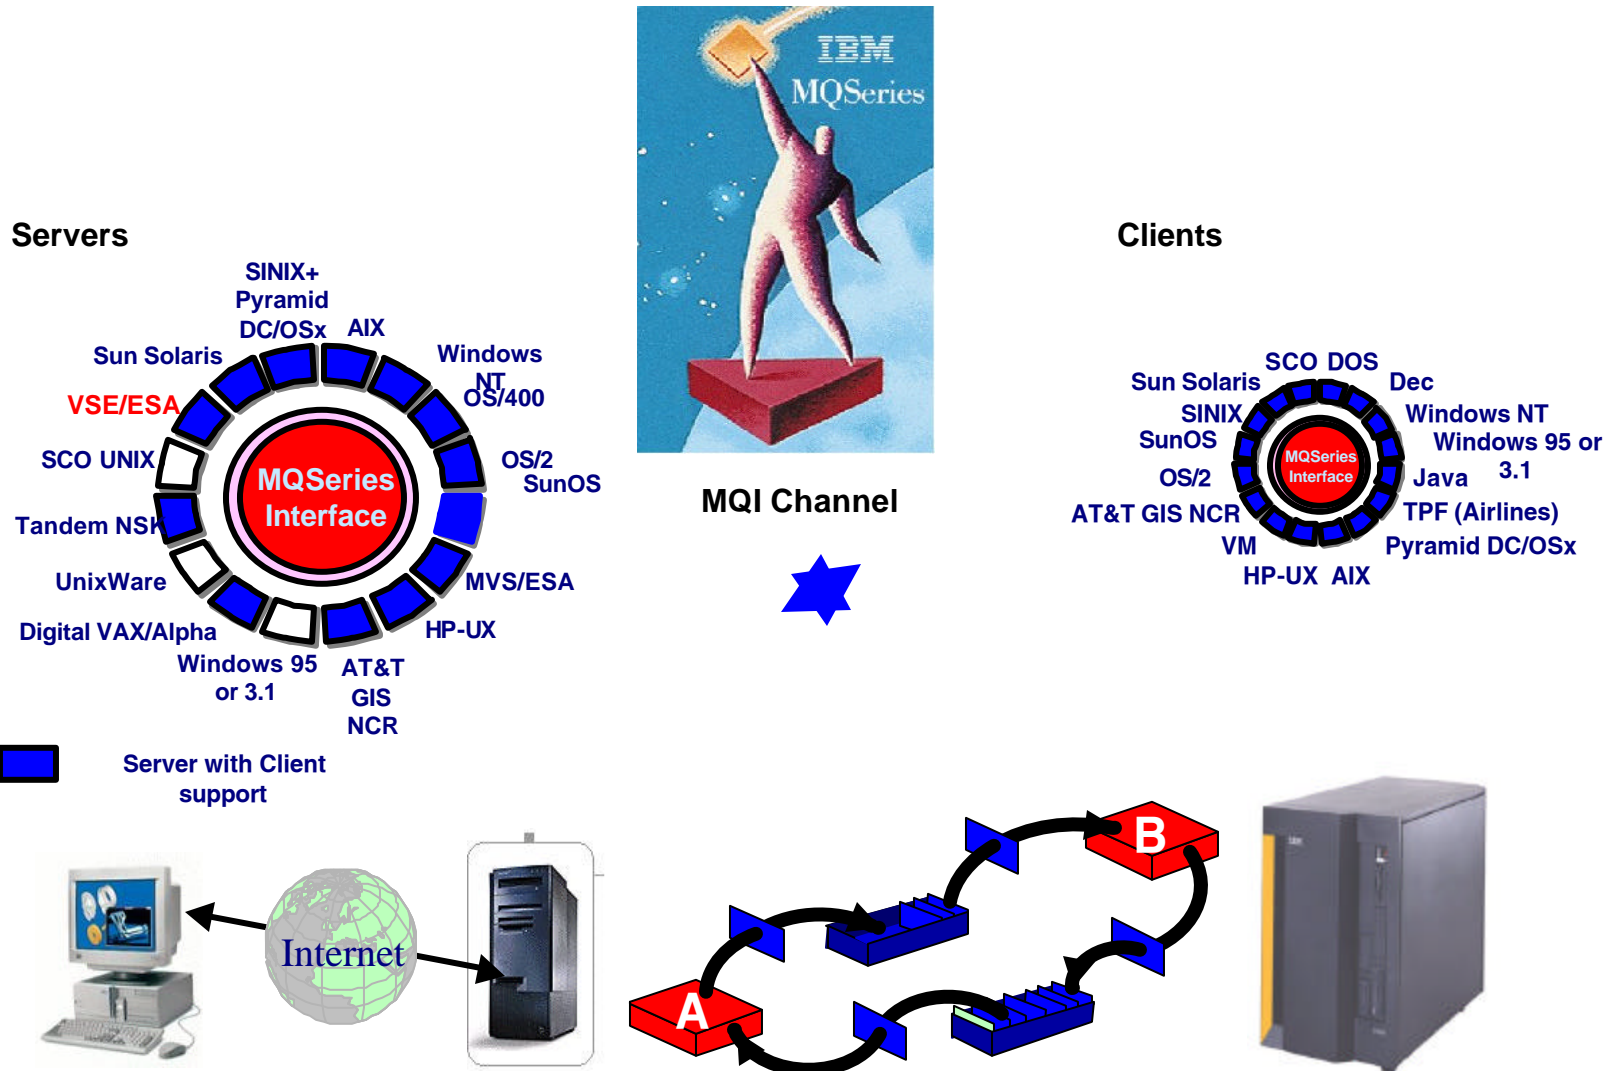 IBM
MQSeries
Servers
Clients
SINIX+
Pyramid
DC/OSx
AIX
Sun Solaris
Windows
NT
OS/400
VSE/ESA
SCO UNIX
OS/2
SunOS
MQSeries
Interface
Tandem NSK
UnixWare
MVS/ESA
Digital VAX/Alpha
HP-UX
Windows 95
or 3.1
AT&T
GIS
NCR
Server with Client
support
MQI Channel
SCO
DOS
Sun Solaris
Dec
SINIX
Windows NT
SunOS
Windows 95 or
3.1
MQSeries
Interface
OS/2
Java
AT&T GIS NCR
TPF (Airlines)
VM
Pyramid DC/OSx
HP-UX
AIX
Internet
A
B
IBM